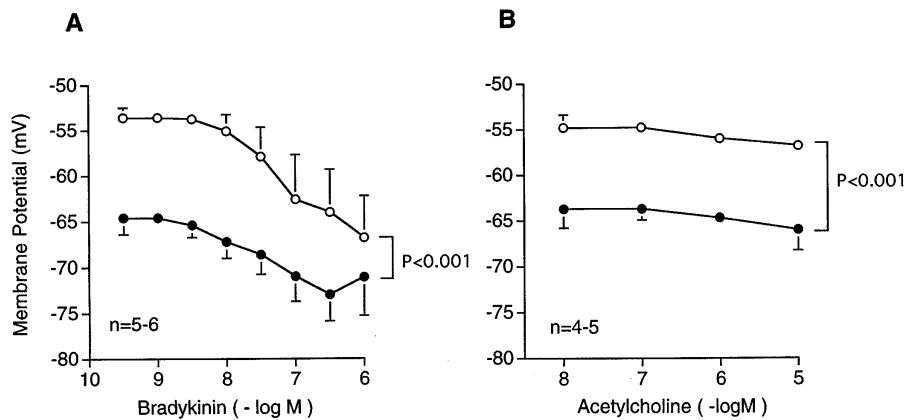 A
B
Membrane Potential (mV)
-50
-55
-60
-65
-70
-75
-80
P<0.001
n=5-6
10 9 8 7 6
Bradykinin ( - log M )
-50
-55
-60
-65
-70
-75
-80
P<0.001
n=4-5
8 7 6 5
Acetylcholine ( -logM )